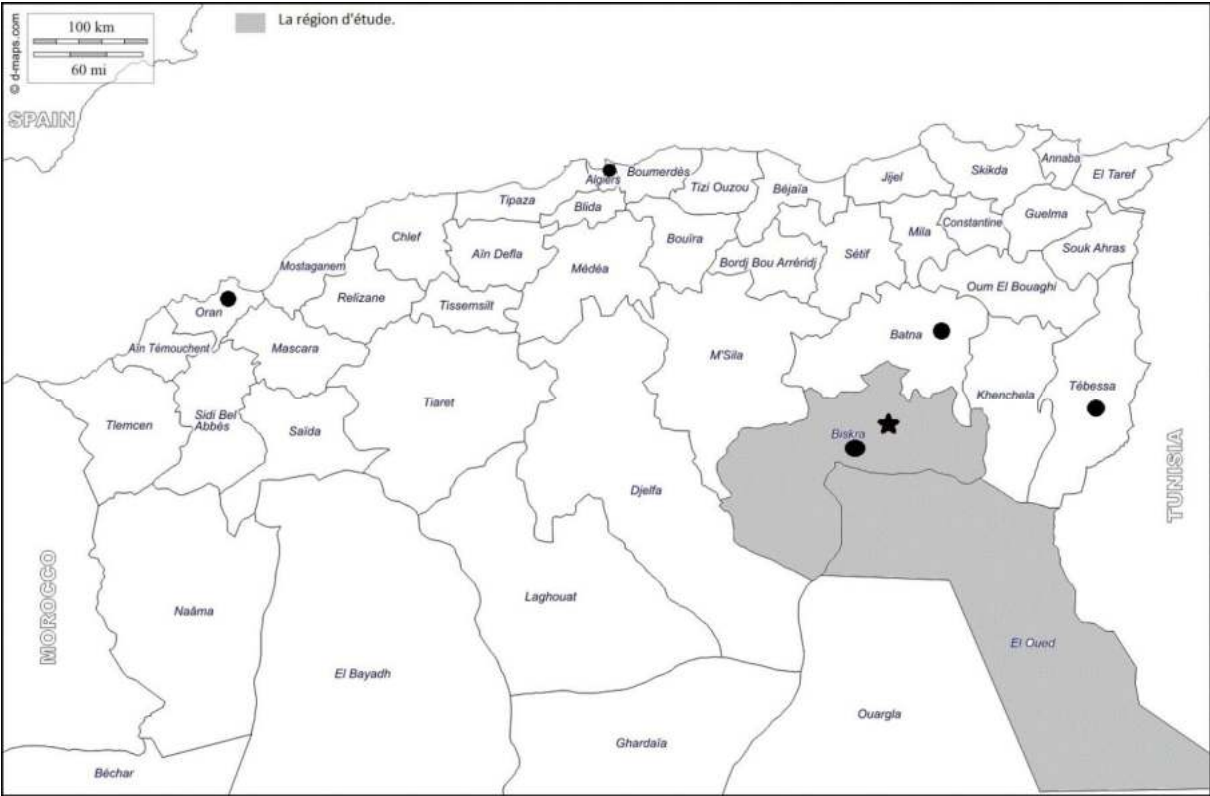 © d-maps.com
100 km
60 mi
La région d'étude.
SPAIN
Algiers
Boumerdès
Tizi Ouzou
Béjaïa
Jijel
Skikda
Annaba
El Taref
Tipaza
Blida
Chlef
Aïn Defla
Médéa
Bouïra
Bordj Bou Arréridj
Sétif
Mila
Constantine
Guelma
Souk Ahras
Mostaganem
Relizane
Tissemsilt
Oum El Bouaghi
Oran
Aïn Témouchent
Mascara
M'Sila
Batna
Khenchela
Tébessa
Tlemcen
Sidi Bel
Abbès
Saïda
Tiaret
Biskra
Djelfa
TUNISIA
MOROCCO
Naâma
Laghouat
El Oued
El Bayadh
Ouargla
Ghardaïa
Béchar